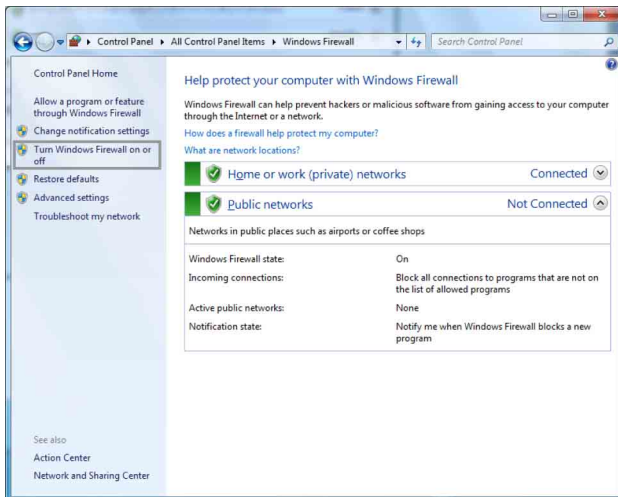 Control Panel ▸ All Control Panel Items ▸ Windows Firewall
Search Control Panel
Control Panel Home
Allow a program or feature
through Windows Firewall
Change notification settings
Turn Windows Firewall on or
off
Restore defaults
Advanced settings
Troubleshoot my network
See also
Action Center
Network and Sharing Center
Help protect your computer with Windows Firewall
Windows Firewall can help prevent hackers or malicious software from gaining access to your computer
through the Internet or a network.
How does a firewall help protect my computer?
What are network locations?
Home or work (private) networks Connected
Public networks Not Connected
Networks in public places such as airports or coffee shops
Windows Firewall state: On
Incoming connections: Block all connections to programs that are not on
the list of allowed programs
Active public networks: None
Notification state: Notify me when Windows Firewall blocks a new
program